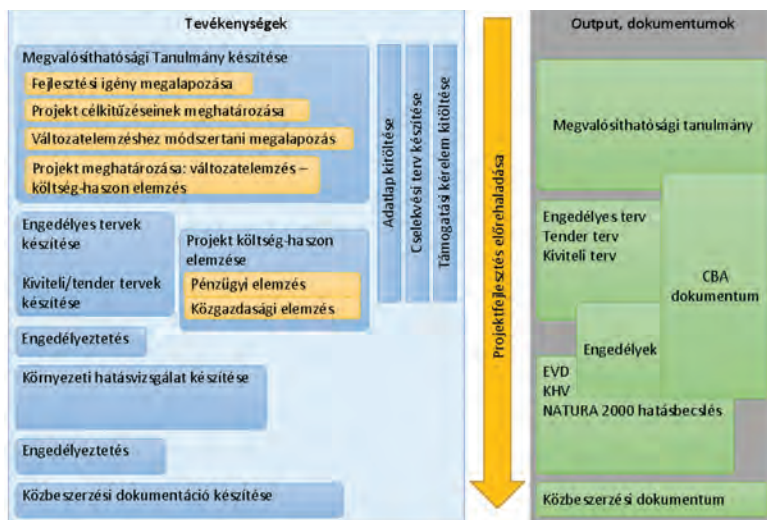 Tevékenységek
Megvalósíthatósági Tanulmány készítése
Fejlesztési igény megalapozása
Projekt célkitűzéseinek meghatározása
Változatelemzéshez módszertani megalapozás
Projekt meghatározása: változatelemzés –
költség-haszon elemzés
Engedélyes tervek
készítése
Kiviteli/tender tervek
készítése
Projekt költség-haszon
elemzése
Pénzügyi elemzés
Közgazdasági elemzés
Engedélyeztetés
Környezeti hatásvizsgálat készítése
Engedélyeztetés
Közbeszerzési dokumentáció készítése
Adatlap kitöltése
Cselekvési terv készítése
Támogatási kérelem kitöltése
Projektfejlesztés előrehaladása
Output, dokumentumok
Megvalósíthatósági tanulmány
Engedélyes terv
Tender terv
Kiviteli terv
CBA
dokumentum
Engedélyek
EVD
KHV
NATURA 2000 hatásbecslés
Közbeszerzési dokumentum